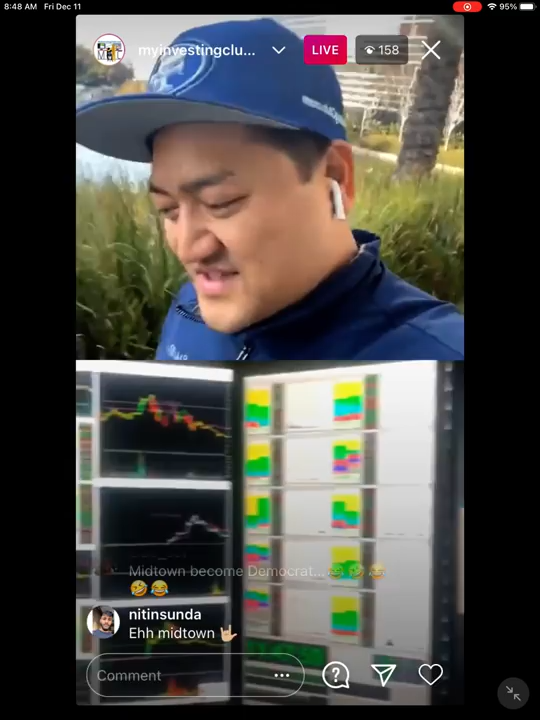 8:48 AM Fri Dec 11
95%
myinvestingclu...
LIVE
158
Midtown become Democrat...😂😂😂
🤣😂
nitinsunda
Ehh midtown 🤟🏼
Comment